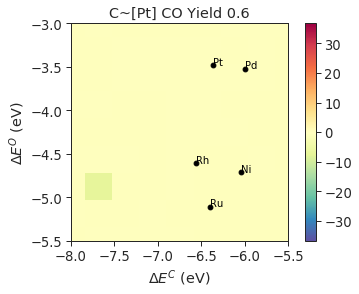 C~[Pt] CO Yield 0.6
−3.0
−3.5
−4.0
−4.5
−5.0
−5.5
ΔE^O (eV)
Pt
Pd
Rh
Ni
Ru
−8.0 −7.5 −7.0 −6.5 −6.0 −5.5
ΔE^C (eV)
30
20
10
0
−10
−20
−30